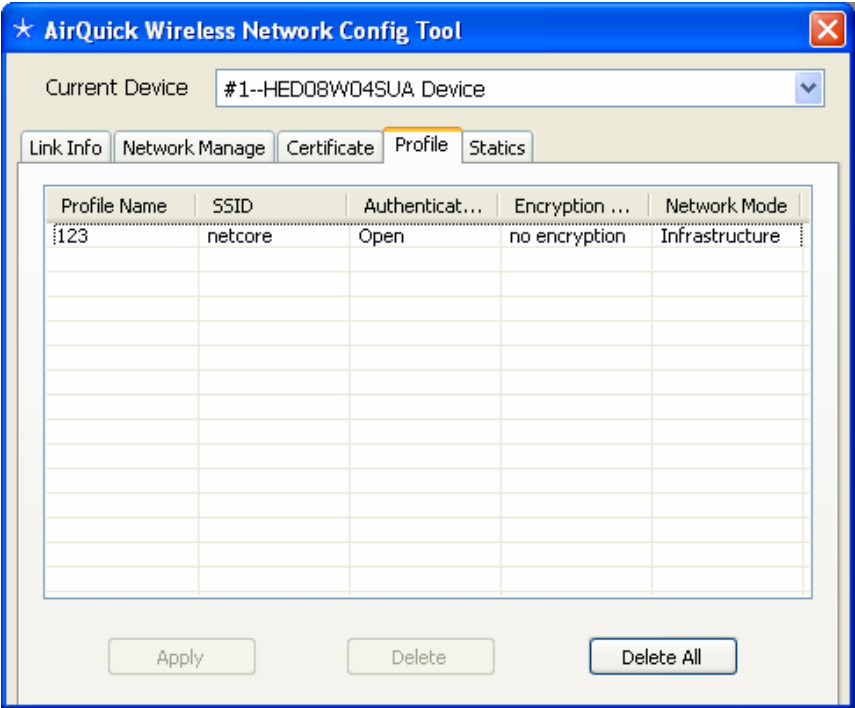 AirQuick Wireless Network Config Tool
Current Device #1--HED08W04SUA Device
Link Info Network Manage Certificate Profile Statics
Profile Name SSID Authenticat... Encryption ... Network Mode
123 netcore Open no encryption Infrastructure
Apply Delete Delete All